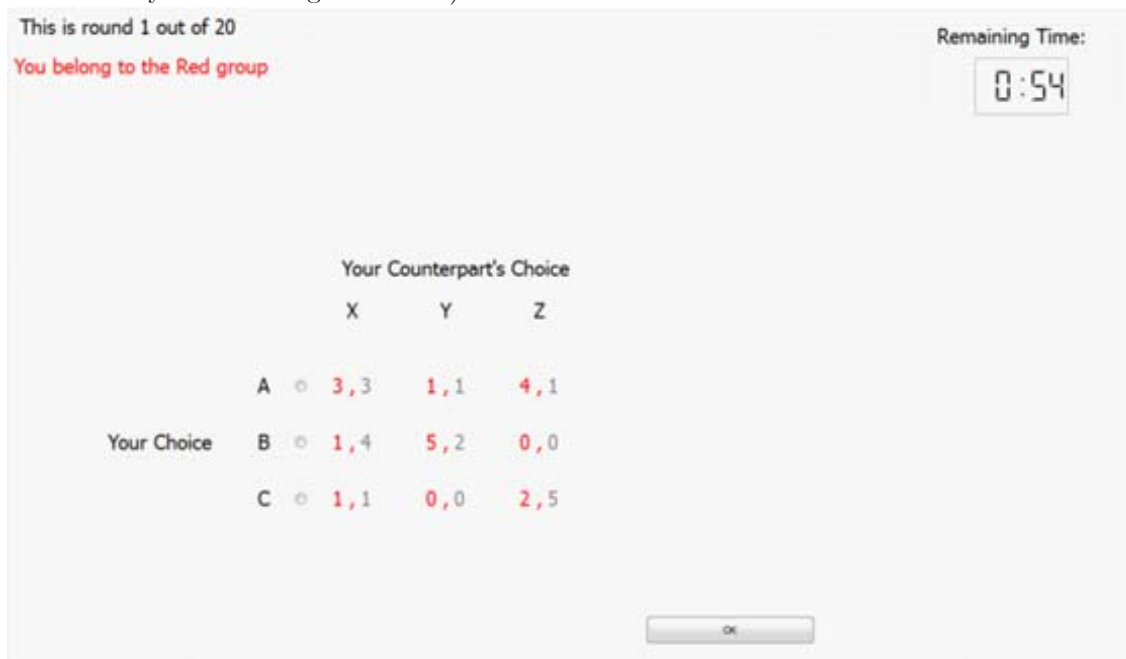 This is round 1 out of 20
Remaining Time:
You belong to the Red group
0:54
Your Counterpart's Choice
X Y Z
A 3,3 1,1 4,1
Your Choice B 1,4 5,2 0,0
C 1,1 0,0 2,5
OK